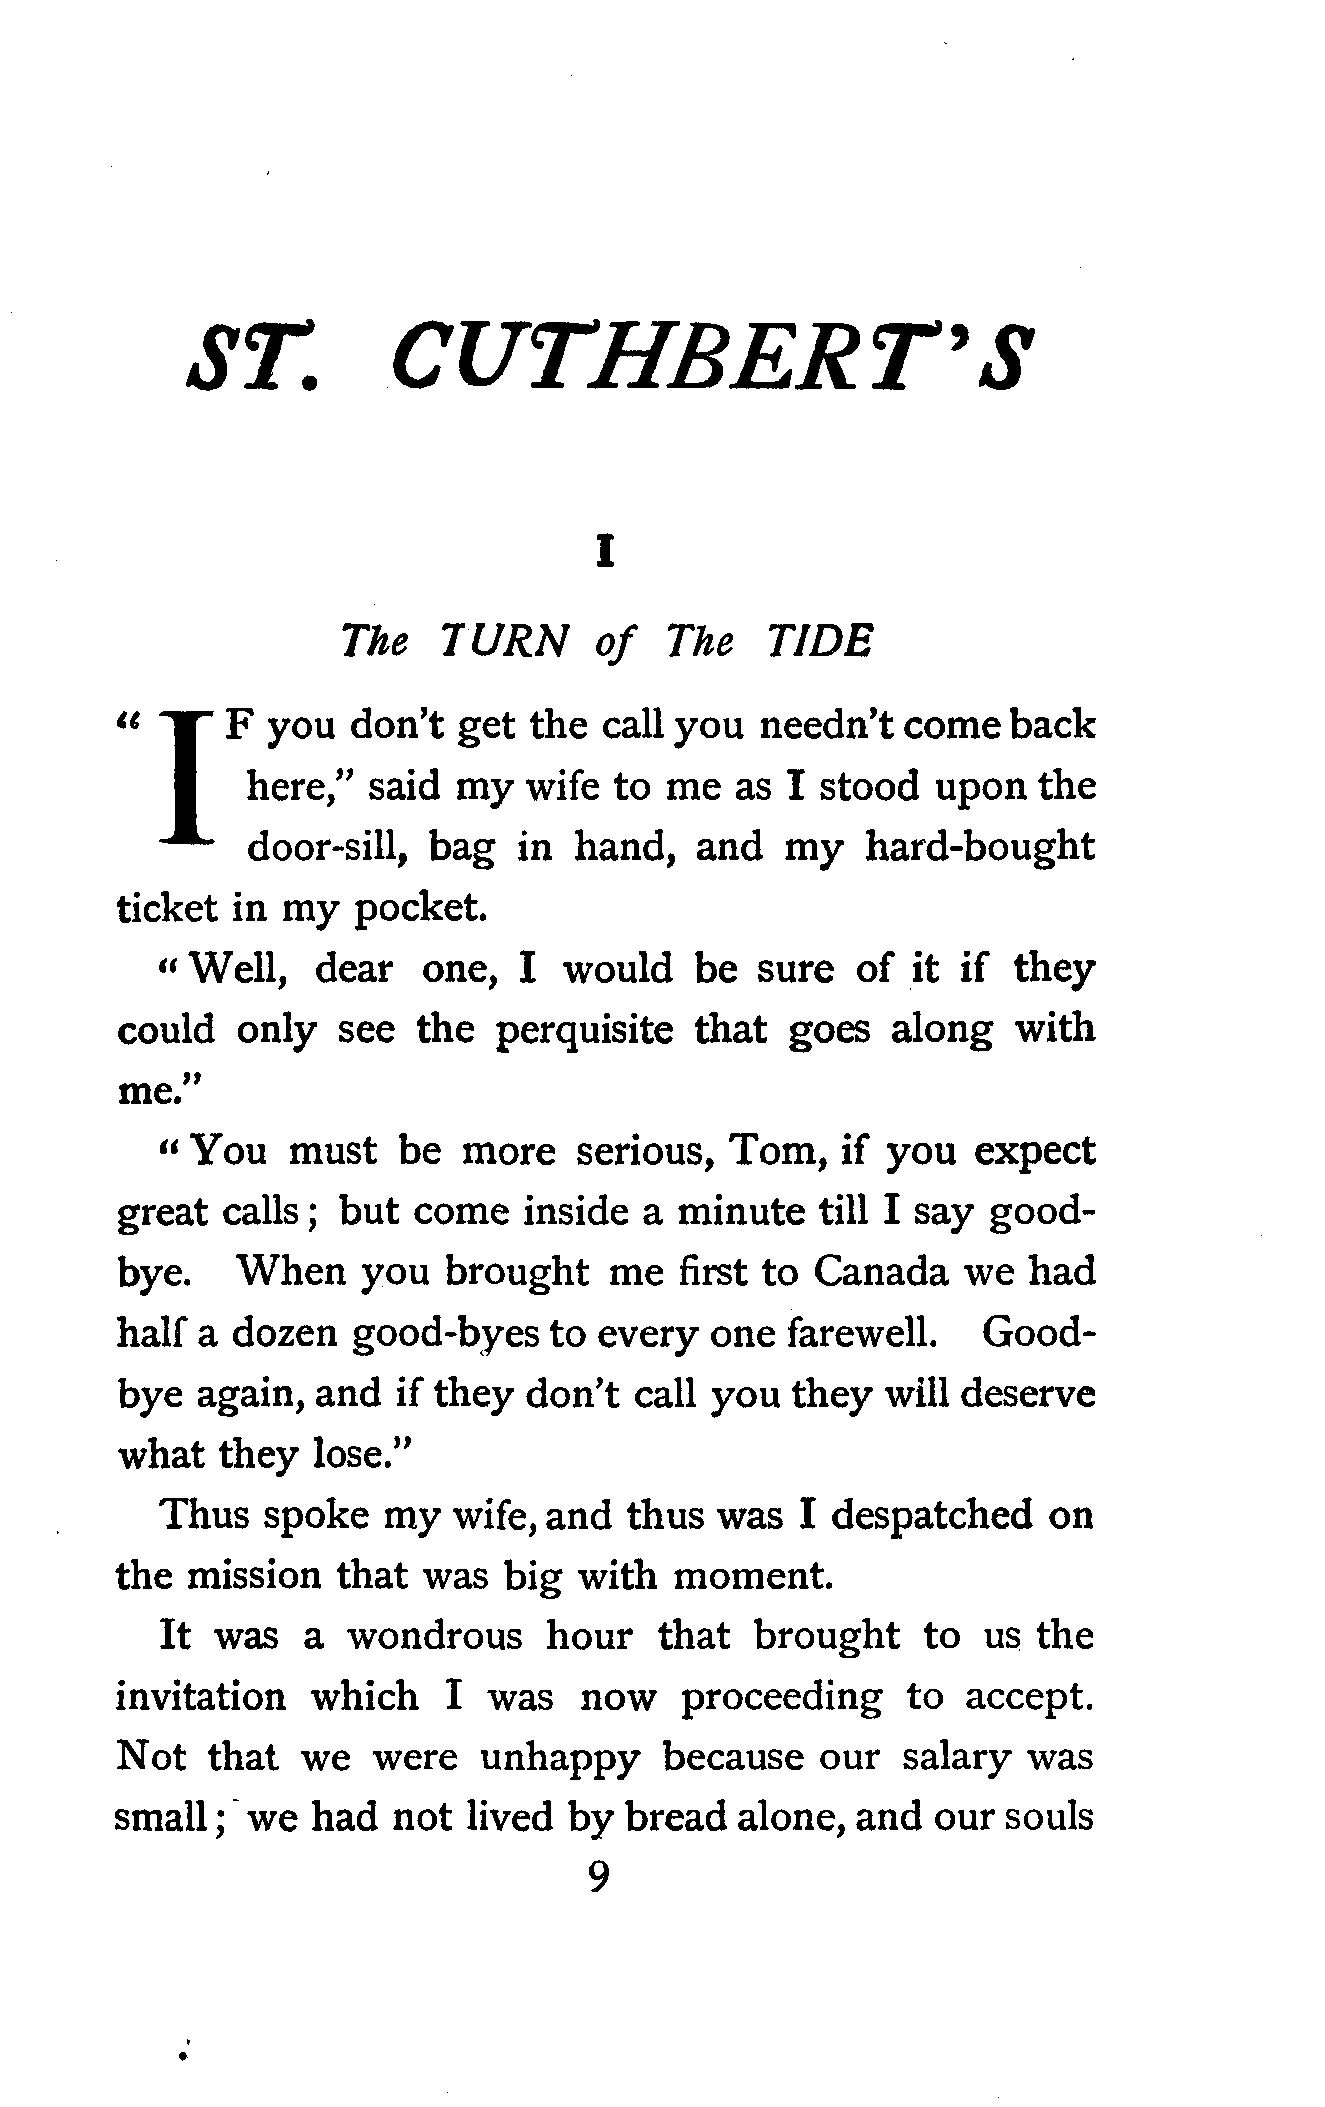 ST. CUTHBERT'S
I
The TURN of The TIDE
"IF you don't get the call you needn't come back
here," said my wife to me as I stood upon the
door-sill, bag in hand, and my hard-bought
ticket in my pocket.
"Well, dear one, I would be sure of it if they
could only see the perquisite that goes along with
me."
"You must be more serious, Tom, if you expect
great calls; but come inside a minute till I say good-
bye. When you brought me first to Canada we had
half a dozen good-byes to every one farewell. Good-
bye again, and if they don't call you they will deserve
what they lose."
Thus spoke my wife, and thus was I despatched on
the mission that was big with moment.
It was a wondrous hour that brought to us the
invitation which I was now proceeding to accept.
Not that we were unhappy because our salary was
small; we had not lived by bread alone, and our souls
9